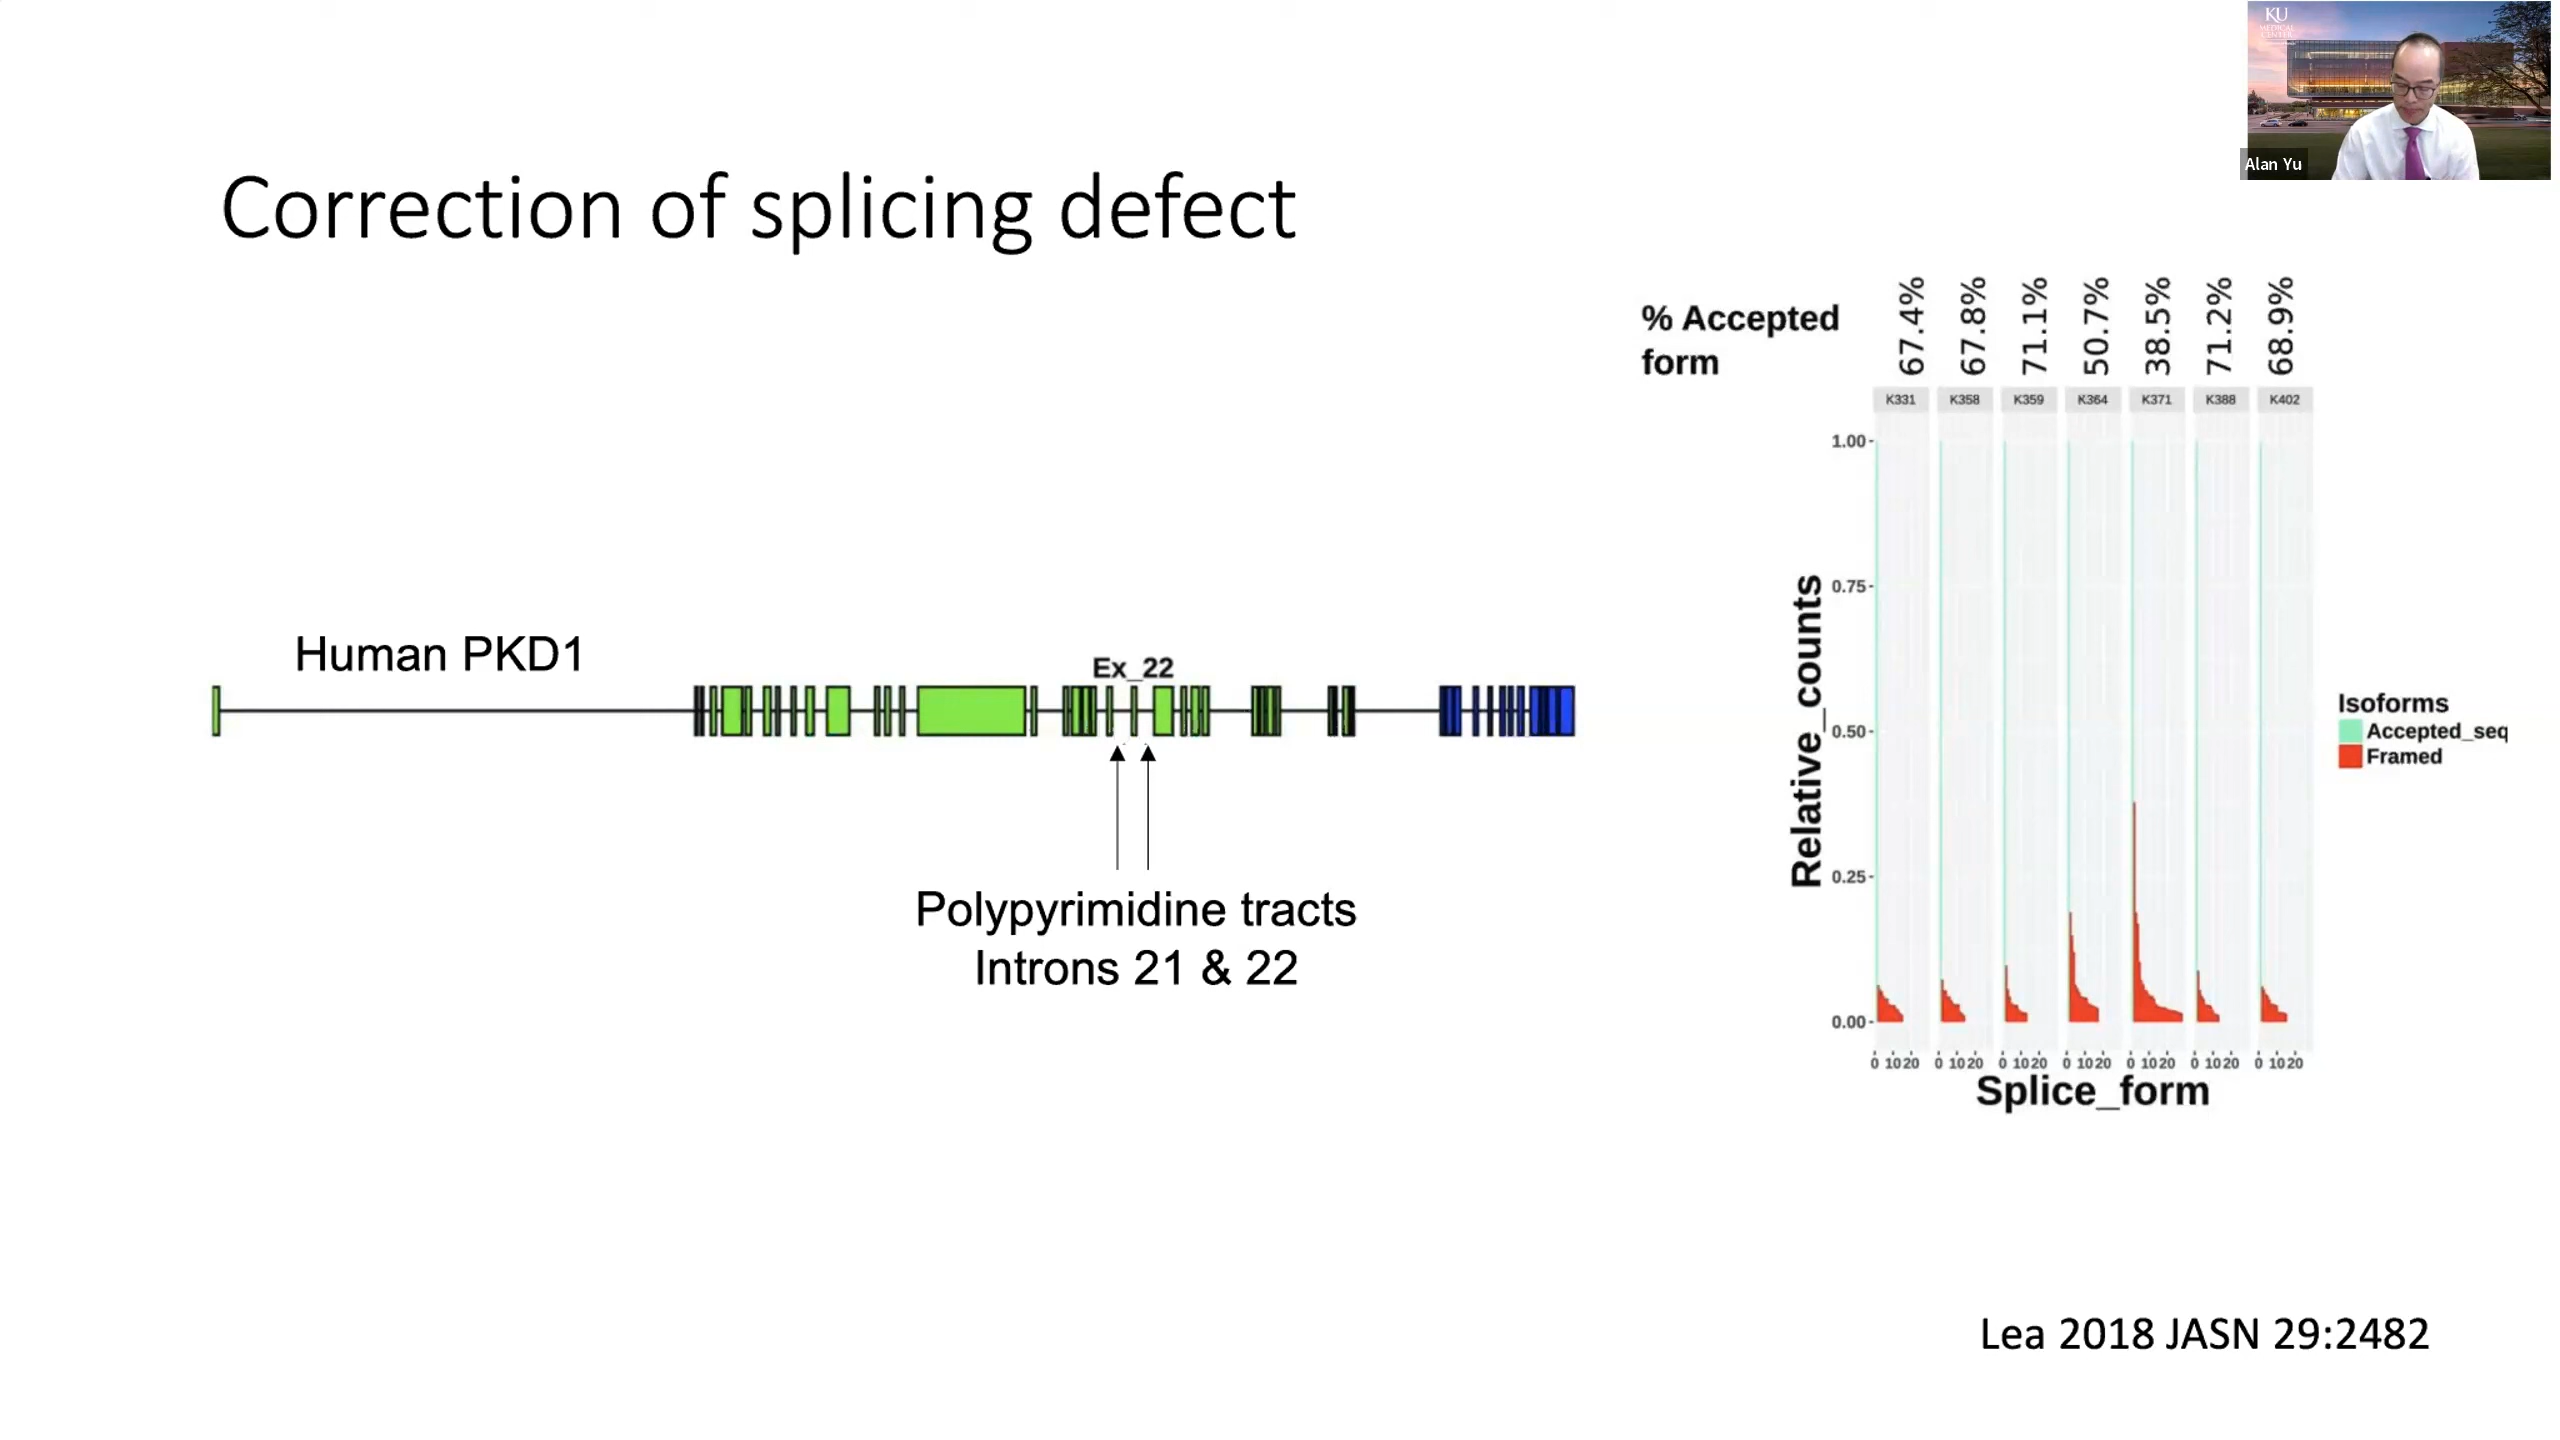 KU
MEDICAL
CENTER
Alan Yu
Correction of splicing defect
Human PKD1
Ex_22
Polypyrimidine tracts
Introns 21 & 22
% Accepted
form
67.4% 67.8% 71.1% 50.7% 38.5% 71.2% 68.9%
K331 K358 K359 K364 K371 K388 K402
Relative_counts
1.00
0.75
0.50
0.25
0.00
0 10 20 0 10 20 0 10 20 0 10 20 0 10 20 0 10 20 0 10 20
Splice_form
Isoforms
Accepted_seq
Framed
Lea 2018 JASN 29:2482